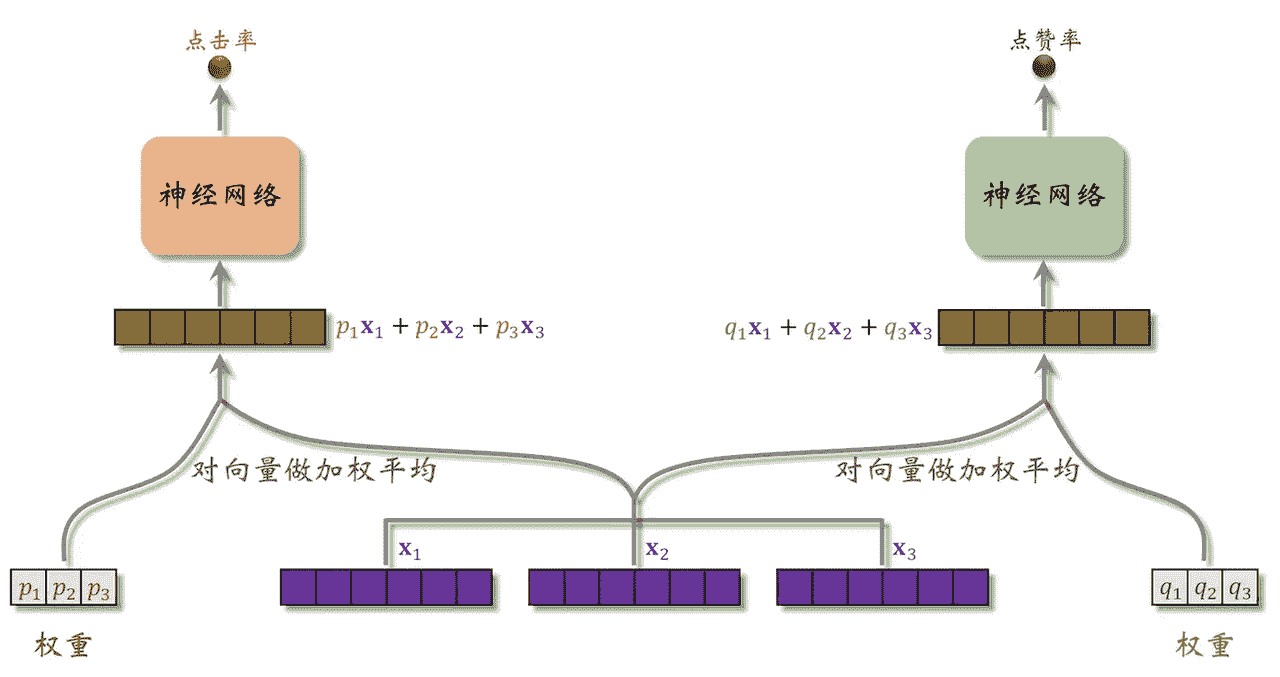 点击率
点赞率
神经网络
神经网络
p₁x₁ + p₂x₂ + p₃x₃
q₁x₁ + q₂x₂ + q₃x₃
对向量做加权平均
对向量做加权平均
x₁
x₂
x₃
p₁ p₂ p₃
q₁ q₂ q₃
权重
权重